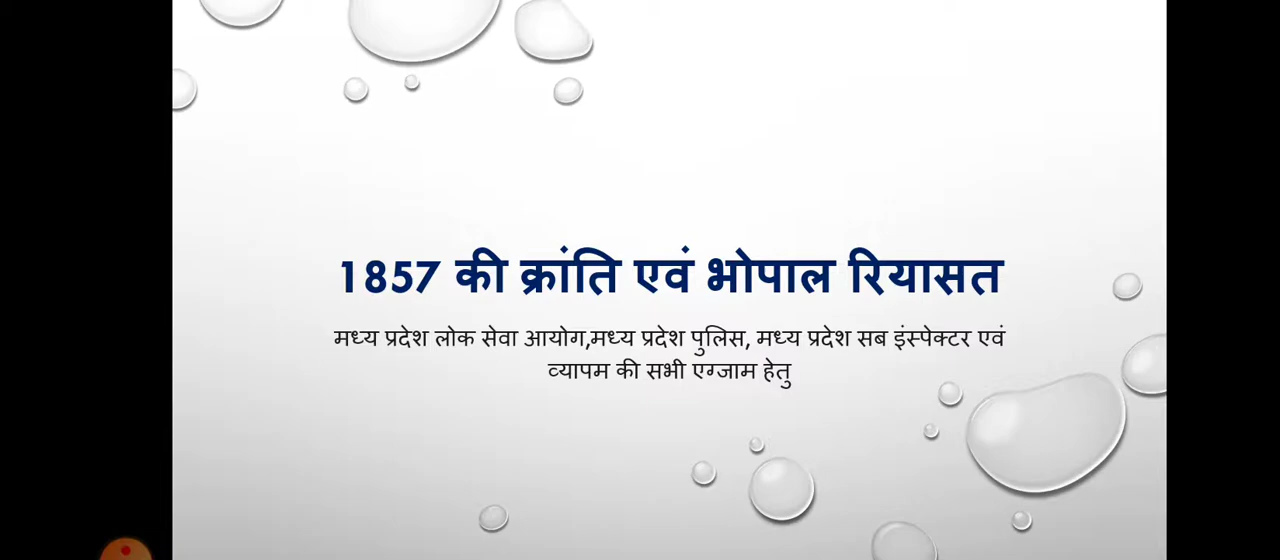 1857 की क्रांति एवं भोपाल रियासत
मध्य प्रदेश लोक सेवा आयोग,मध्य प्रदेश पुलिस, मध्य प्रदेश सब इंस्पेक्टर एवं
व्यापम की सभी एग्जाम हेतु